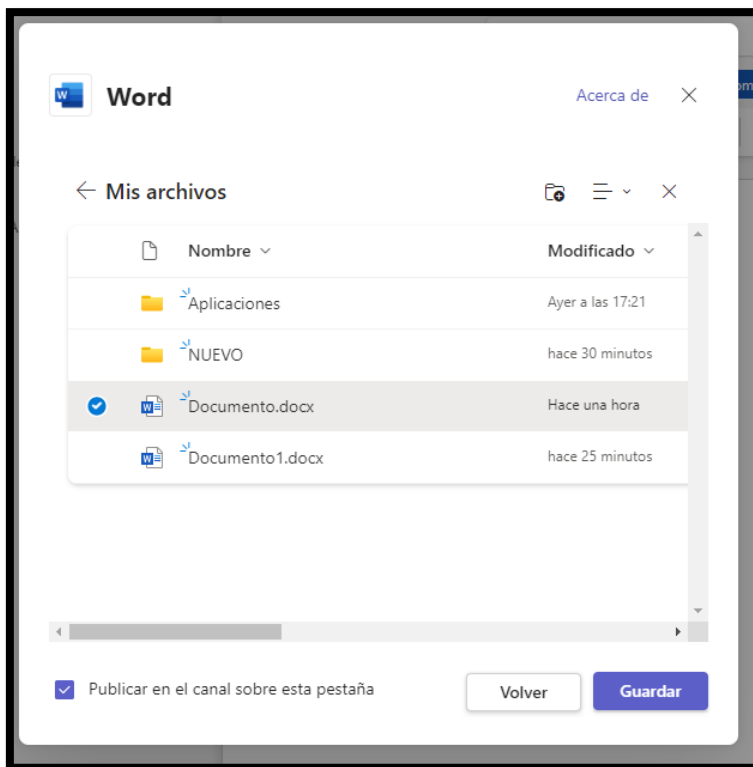 Word
Acerca de
Mis archivos
Nombre
Modificado
Aplicaciones
Ayer a las 17:21
NUEVO
hace 30 minutos
Documento.docx
Hace una hora
Documento1.docx
hace 25 minutos
Publicar en el canal sobre esta pestaña
Volver
Guardar